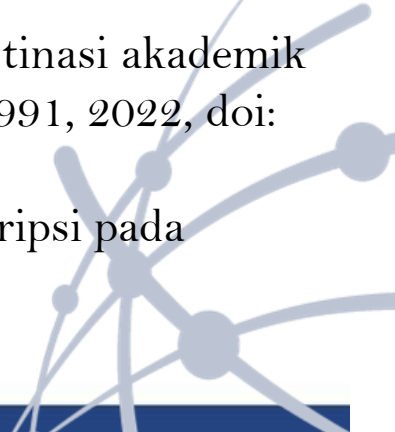 tinasi akademik
991, 2022, doi:
ripsi pada